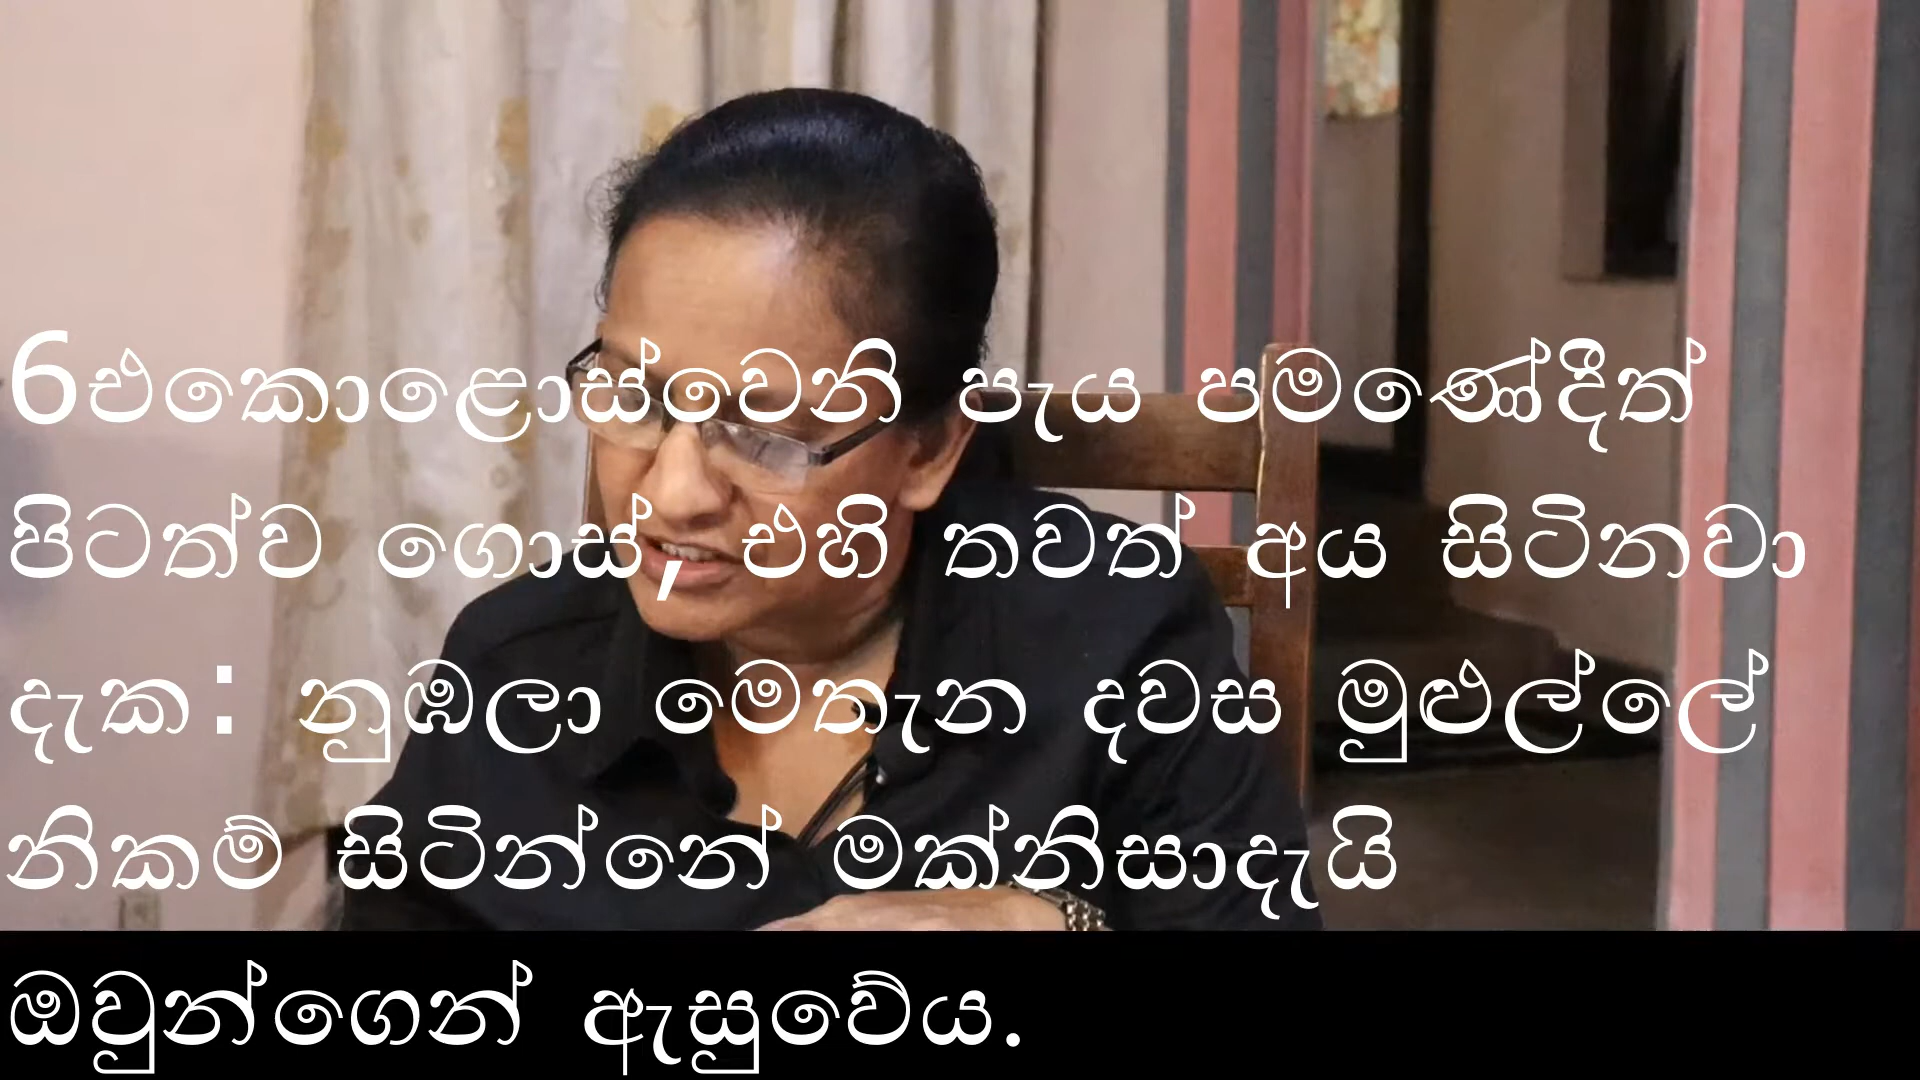 6එකොළොස්වෙනි පැය පමණේදීත්
පිටත්ව ගොස්, එහි තවත් අය සිටිනවා
දැක: නුඹලා මෙතැන දවස මුළුල්ලේ
නිකම් සිටින්නේ මක්නිසාදැයි
ඔවුන්ගෙන් ඇසුවේය.